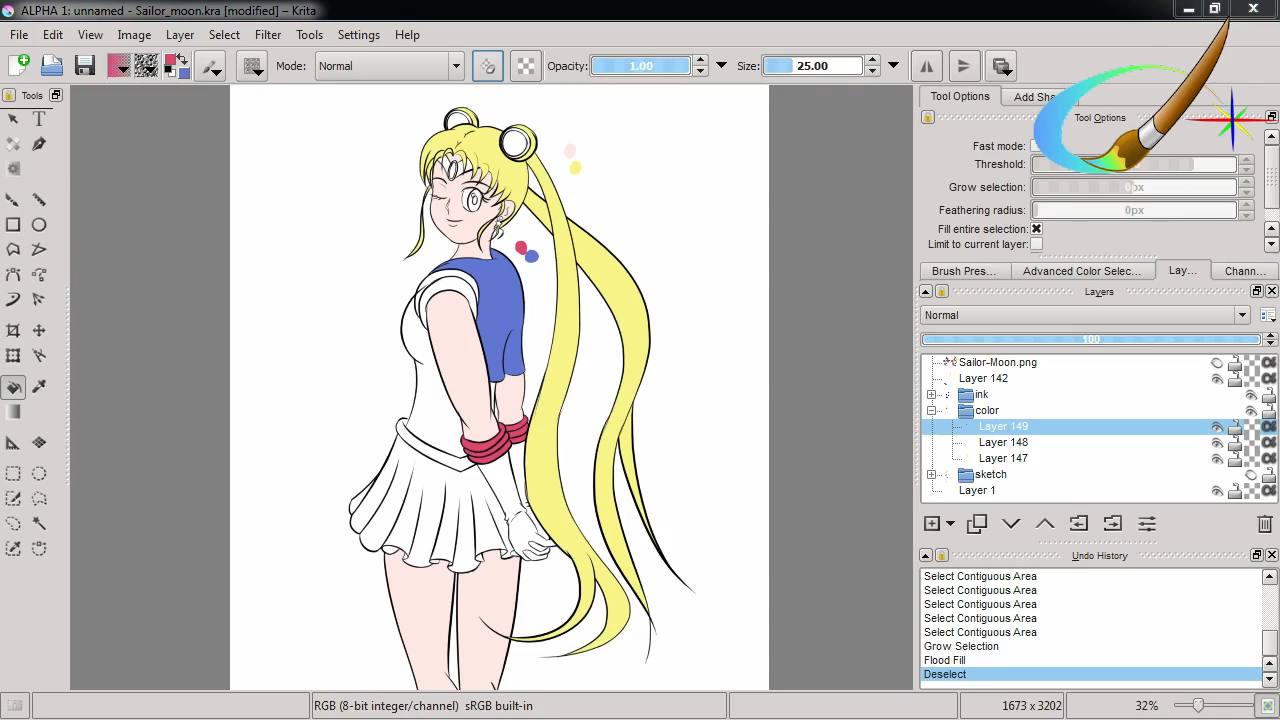 ALPHA 1: unnamed - Sailor_moon.kra [modified] – Krita
File Edit View Image Layer Select Filter Tools Settings Help
Mode: Normal Opacity: 1.00 Size: 25.00
Tools
Tool Options
Tool Options
Fast mode:
Threshold:
Grow selection: 0px
Feathering radius: 0px
Fill entire selection:
Limit to current layer:
Brush Pres... Advanced Color Selec... Lay... Chann...
Layers
Normal
100
Sailor-Moon.png
Layer 142
ink
color
Layer 149
Layer 148
Layer 147
sketch
Layer 1
Undo History
Select Contiguous Area
Select Contiguous Area
Select Contiguous Area
Select Contiguous Area
Select Contiguous Area
Grow Selection
Flood Fill
Deselect
RGB (8-bit integer/channel) sRGB built-in 1673 x 3202 32%